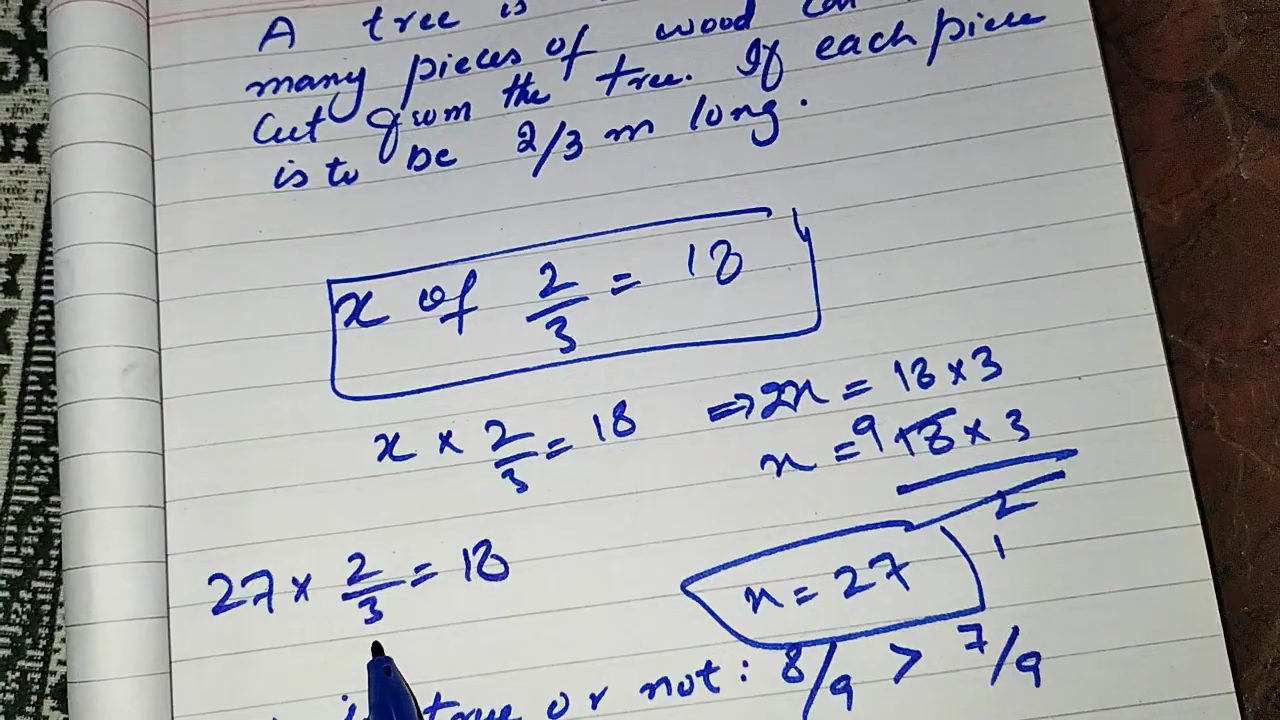 A tree is
many pieces of wood can
cut from the tree. If each piece
is to be 2/3 m long.
x of 2/3 = 18
x × 2/3 = 18 ⇒ 2x = 18 × 3
x = 9 18 × 3
2
1
27 × 2/3 = 18
x = 27
true or not : 8/9 > 7/9